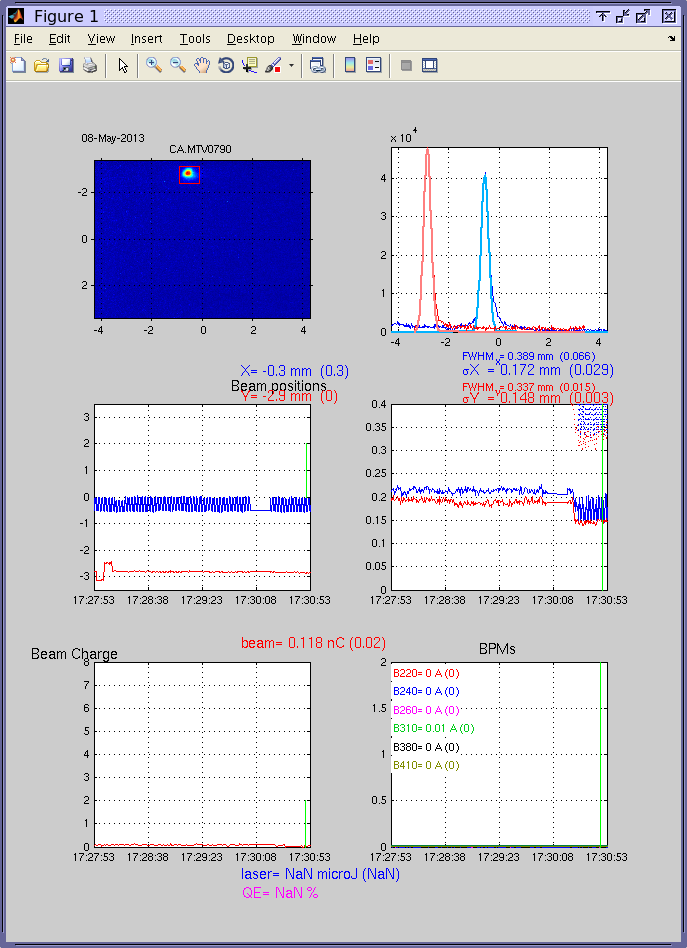 Figure 1
File Edit View Insert Tools Desktop Window Help
08-May-2013
CA.MTV0790
-2
0
2
-4 -2 0 2 4
x 10^4
4
3
2
1
0
-4 -2 0 2 4
X= -0.3 mm (0.3)
Y= -2.9 mm (0)
FWHM_x= 0.389 mm (0.066)
σX = 0.172 mm (0.029)
FWHM_y= 0.337 mm (0.015)
σY = 0.148 mm (0.003)
Beam positions
3
2
1
0
-1
-2
-3
17:27:53 17:28:38 17:29:23 17:30:08 17:30:53
0.4
0.35
0.3
0.25
0.2
0.15
0.1
0.05
0
17:27:53 17:28:38 17:29:23 17:30:08 17:30:53
beam= 0.118 nC (0.02)
Beam Charge
8
7
6
5
4
3
2
1
0
17:27:53 17:28:38 17:29:23 17:30:08 17:30:53
laser= NaN microJ (NaN)
QE= NaN %
BPMs
2
1.5
1
0.5
0
B220= 0 A (0)
B240= 0 A (0)
B260= 0 A (0)
B310= 0.01 A (0)
B380= 0 A (0)
B410= 0 A (0)
17:27:53 17:28:38 17:29:23 17:30:08 17:30:53